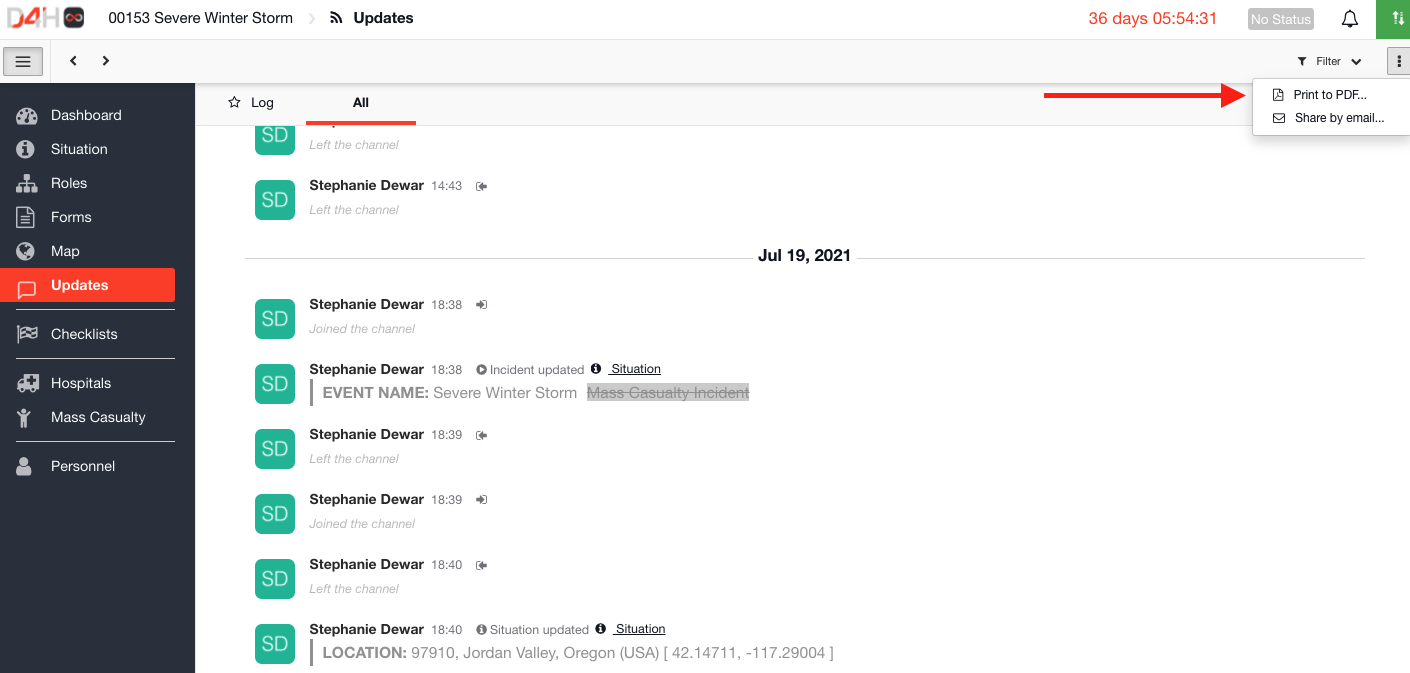 D4H 00153 Severe Winter Storm Updates 36 days 05:54:31 No Status
Filter
Log All
Print to PDF...
Share by email...
Dashboard
Situation
Roles
Forms
Map
Updates
Checklists
Hospitals
Mass Casualty
Personnel
SD
Left the channel
SD Stephanie Dewar 14:43
Left the channel
Jul 19, 2021
SD Stephanie Dewar 18:38
Joined the channel
SD Stephanie Dewar 18:38 Incident updated Situation
EVENT NAME: Severe Winter Storm Mass Casualty Incident
SD Stephanie Dewar 18:39
Left the channel
SD Stephanie Dewar 18:39
Joined the channel
SD Stephanie Dewar 18:40
Left the channel
SD Stephanie Dewar 18:40 Situation updated Situation
LOCATION: 97910, Jordan Valley, Oregon (USA) [ 42.14711, -117.29004 ]